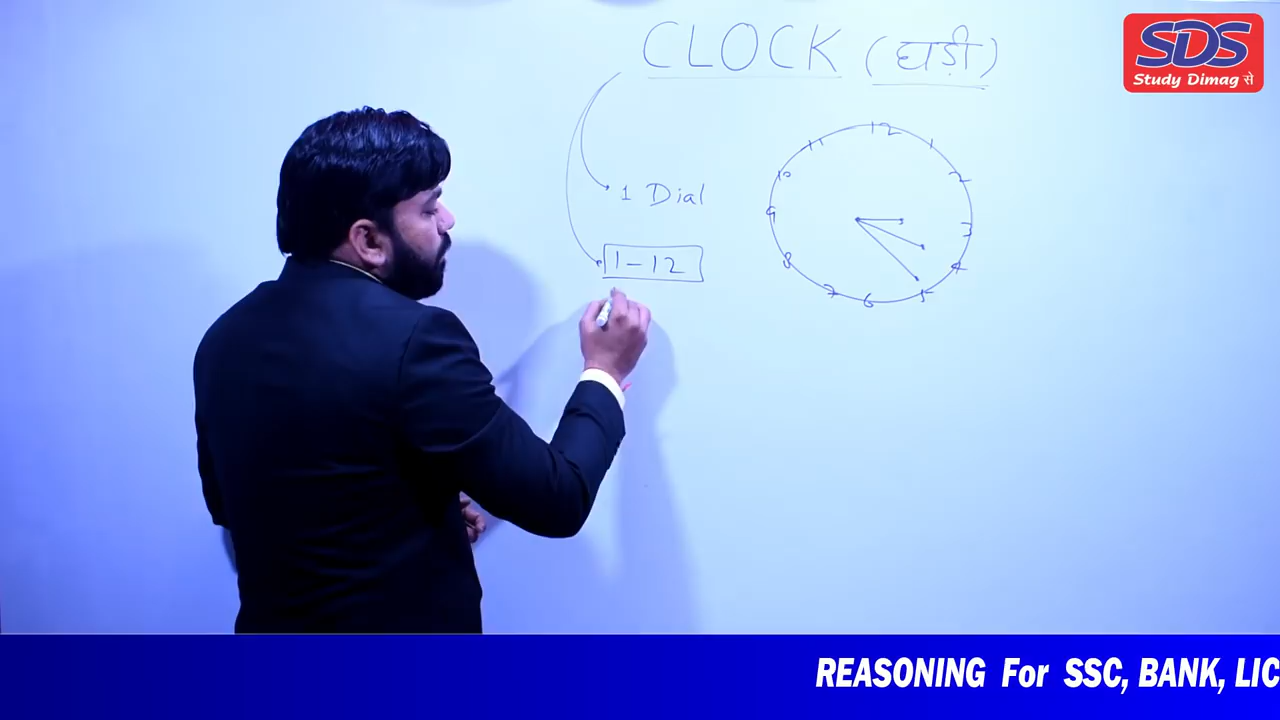 CLOCK (घड़ी)
SDS
Study Dimag से
12
11
1
10
2
1 Dial
9
3
1-12
8
4
7
6
5
REASONING For SSC, BANK, LIC